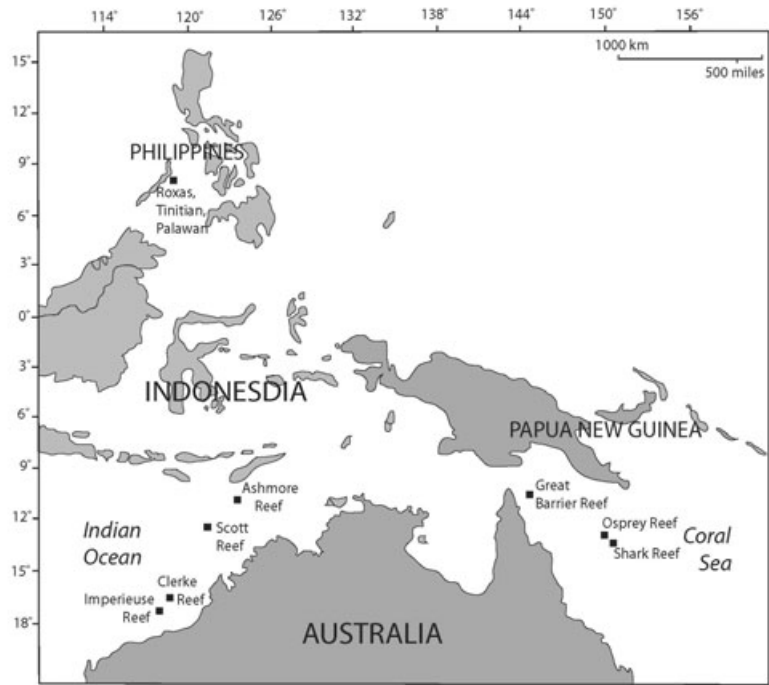 114° 120° 126° 132° 138° 144° 150° 156°
1000 km
500 miles
15°
12°
9°
6°
3°
0°
3°
6°
9°
12°
15°
18°
PHILIPPINES
Roxas,
Tinitian,
Palawan
INDONESDIA
PAPUA NEW GUINEA
Ashmore
Reef
Great
Barrier Reef
Scott
Reef
Osprey Reef
Shark Reef
Coral
Sea
Indian
Ocean
Clerke
Reef
Imperieuse
Reef
AUSTRALIA